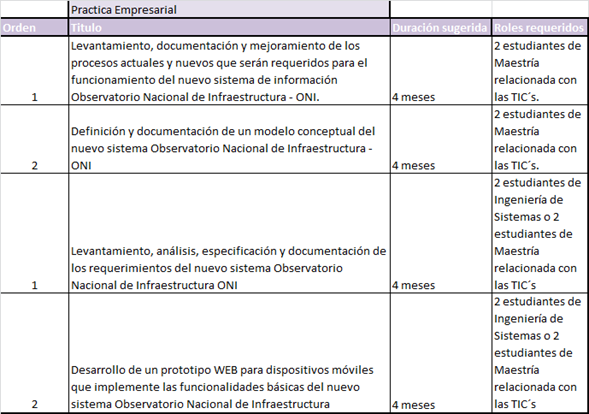 Practica Empresarial
Orden Título Duración sugerida Roles requeridos
Levantamiento, documentación y mejoramiento de los
procesos actuales y nuevos que serán requeridos para el
funcionamiento del nuevo sistema de información
Observatorio Nacional de Infraestructura - ONI.
1
4 meses
2 estudiantes de
Maestría
relacionada con
las TIC´s.
Definición y documentación de un modelo conceptual del
nuevo sistema Observatorio Nacional de Infraestructura -
ONI
2
4 meses
2 estudiantes de
Maestría
relacionada con
las TIC´s.
Levantamiento, análisis, especificación y documentación de
los requerimientos del nuevo sistema Observatorio
Nacional de Infraestructura ONI
1
4 meses
2 estudiantes de
Ingeniería de
Sistemas o 2
estudiantes de
Maestría
relacionada con
las TIC´s
Desarrollo de un prototipo WEB para dispositivos móviles
que implemente las funcionalidades básicas del nuevo
sistema Observatorio Nacional de Infraestructura
2
4 meses
2 estudiantes de
Ingeniería de
Sistemas o 2
estudiantes de
Maestría
relacionada con
las TIC´s